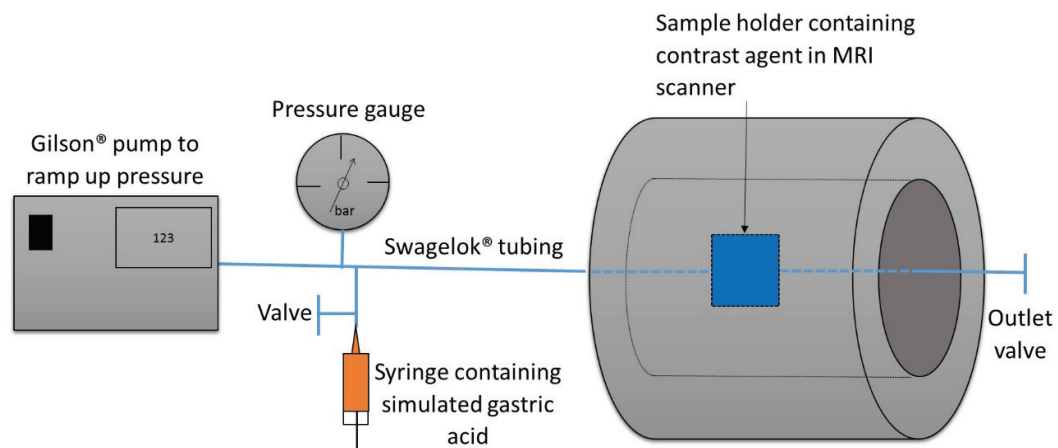 Sample holder containing
contrast agent in MRI
scanner
Pressure gauge
Gilson® pump to
ramp up pressure
123
bar
Swagelok® tubing
Valve
Outlet
valve
Syringe containing
simulated gastric
acid